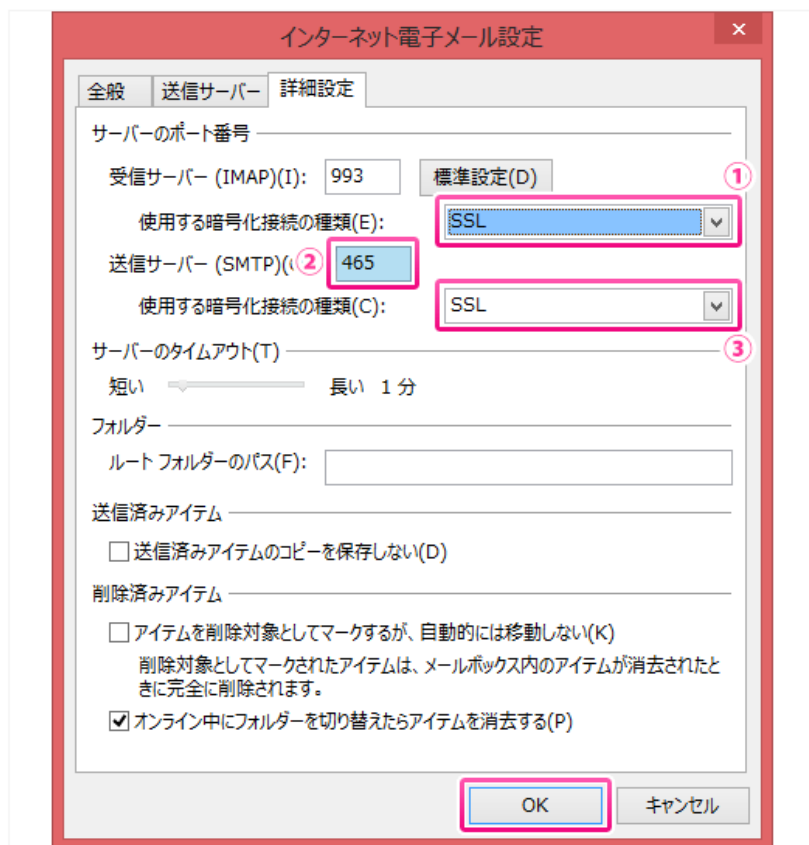 インターネット電子メール設定
全般 送信サーバー 詳細設定
サーバーのポート番号
受信サーバー (IMAP)(I): 993 標準設定(D) ①
使用する暗号化接続の種類(E): SSL
送信サーバー (SMTP)( ② 465
使用する暗号化接続の種類(C): SSL
③
サーバーのタイムアウト(T)
短い 長い 1 分
フォルダー
ルート フォルダーのパス(F):
送信済みアイテム
送信済みアイテムのコピーを保存しない(D)
削除済みアイテム
アイテムを削除対象としてマークするが、自動的には移動しない(K)
削除対象としてマークされたアイテムは、メールボックス内のアイテムが消去されたと
きに完全に削除されます。
オンライン中にフォルダーを切り替えたらアイテムを消去する(P)
OK キャンセル